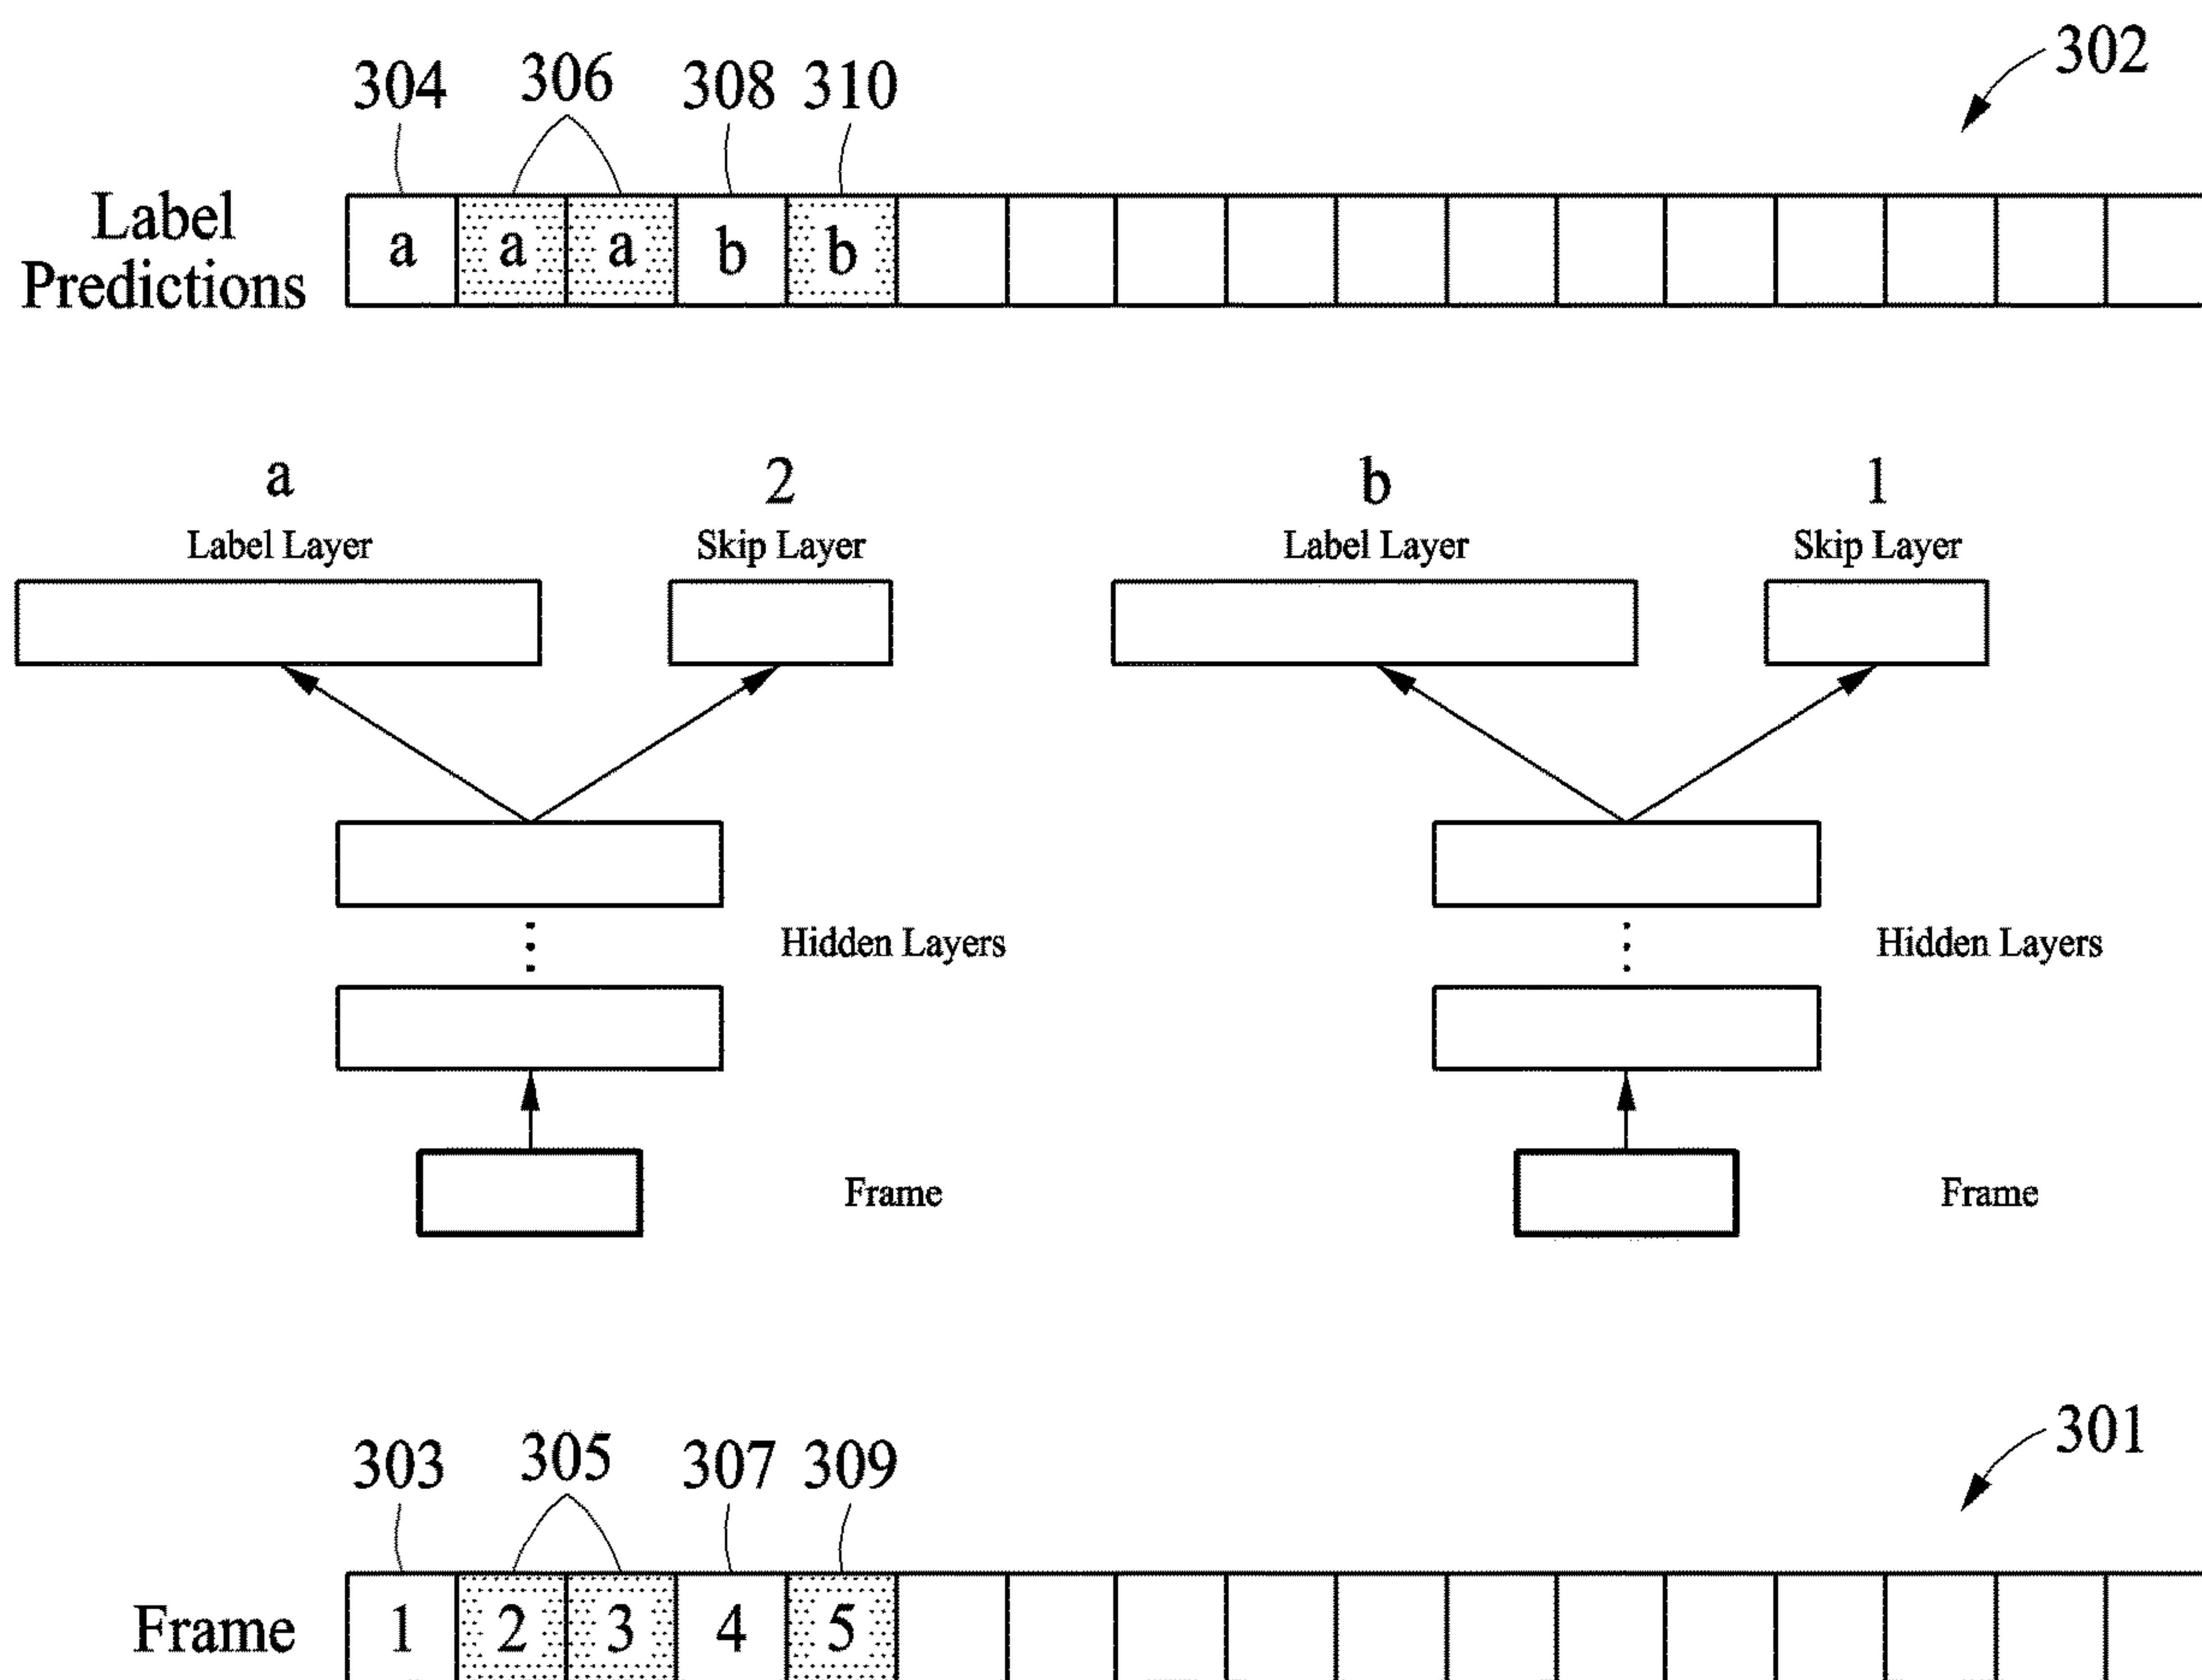 302
304 306 308 310
Label
Predictions
a a a b b
a 2 b 1
Label Layer Skip Layer Label Layer Skip Layer
Hidden Layers Hidden Layers
Frame Frame
301
303 305 307 309
Frame 1 2 3 4 5